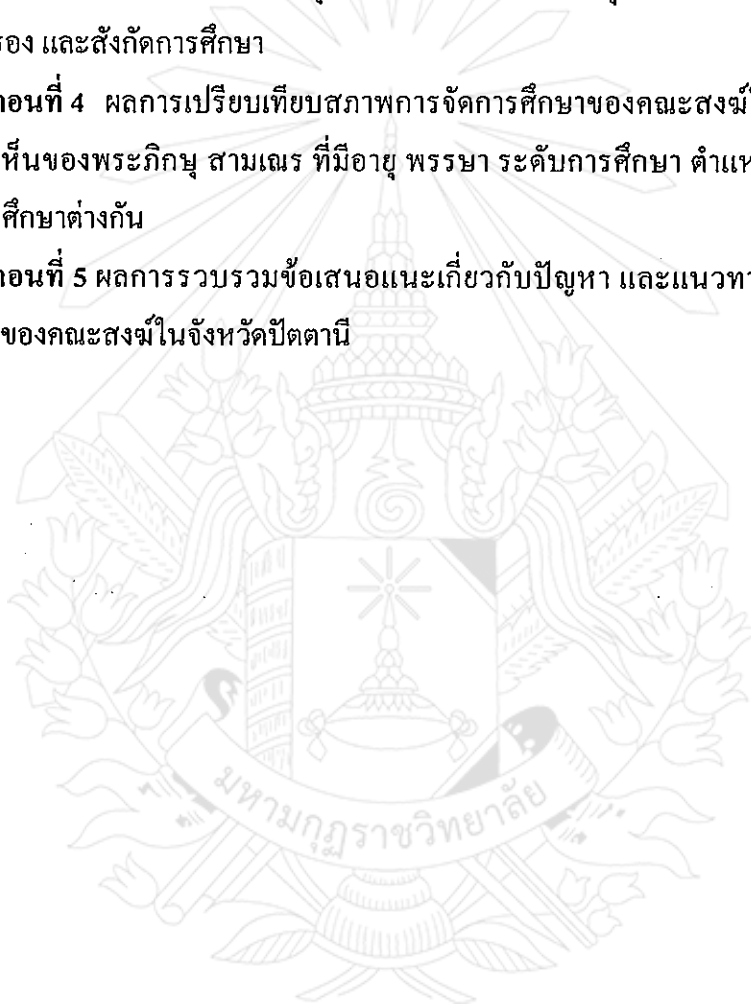 รอง และสังกัดการศึกษา
ตอนที่ 4 ผลการเปรียบเทียบสภาพการจัดการศึกษาของคณะสงฆ์
เห็นของพระภิกษุ สามเณร ที่มีอายุ พรรษา ระดับการศึกษา
ศึกษาต่างกัน
ตอนที่ 5 ผลการรวบรวมข้อเสนอแนะเกี่ยวกับปัญหา และ
ของคณะสงฆ์ในจังหวัดปัตตานี
มหามกุฏราชวิทยาลัย